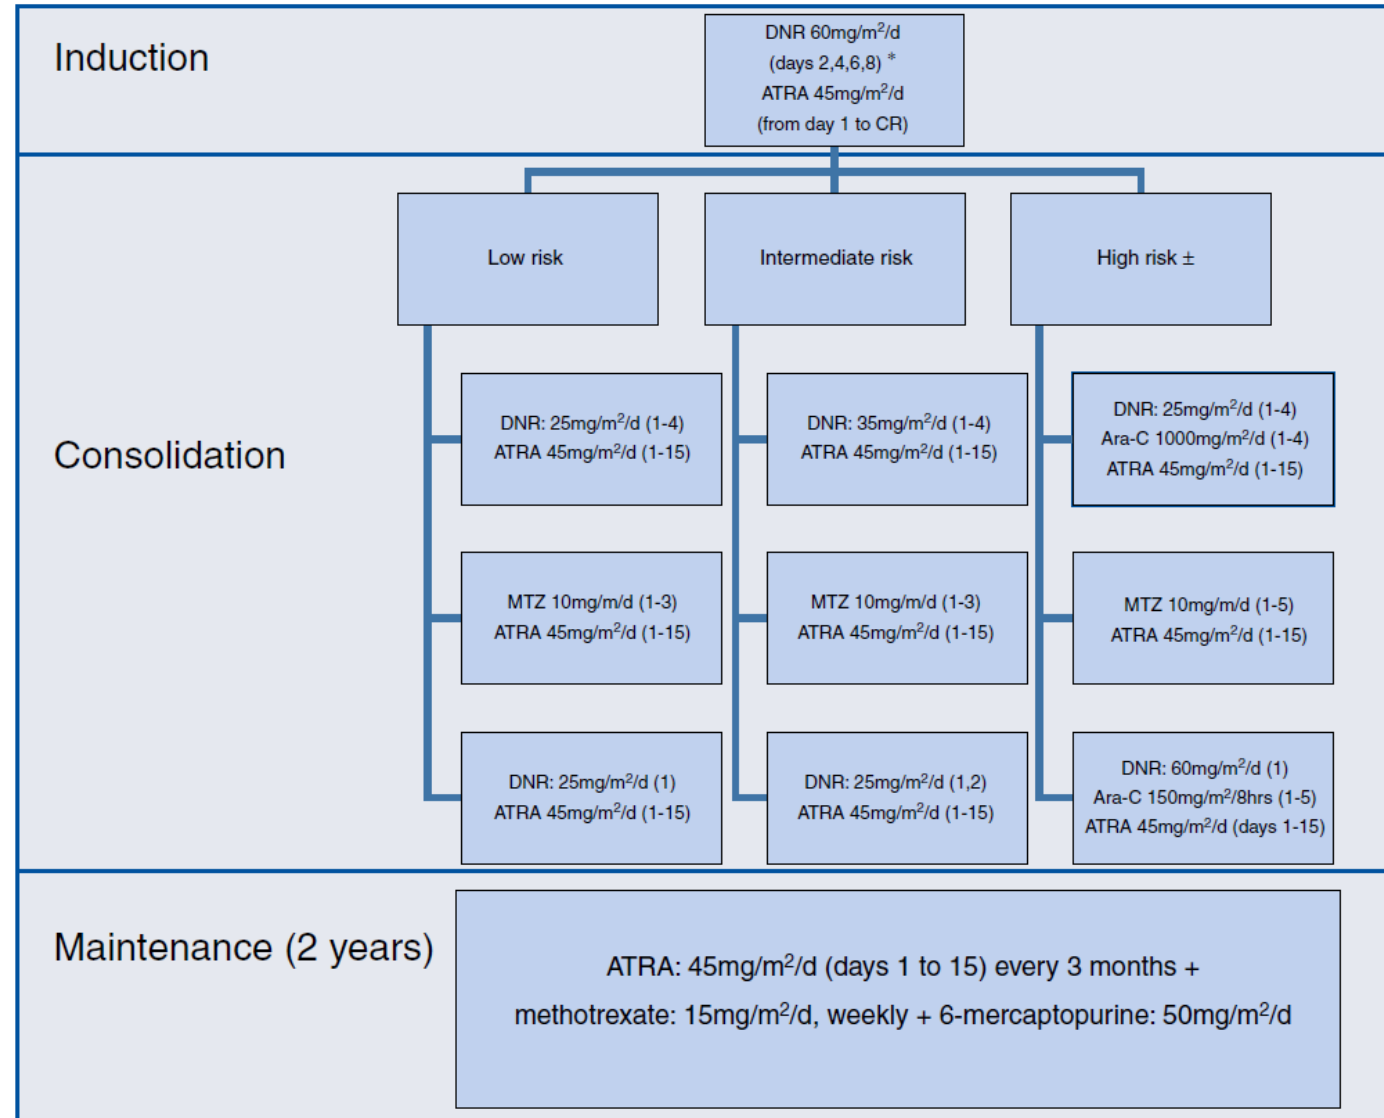 Induction
DNR 60mg/m²/d
(days 2,4,6,8) *
ATRA 45mg/m²/d
(from day 1 to CR)
Consolidation
Low risk
Intermediate risk
High risk ±
DNR: 25mg/m²/d (1-4)
ATRA 45mg/m²/d (1-15)
DNR: 35mg/m²/d (1-4)
ATRA 45mg/m²/d (1-15)
DNR: 25mg/m²/d (1-4)
Ara-C 1000mg/m²/d (1-4)
ATRA 45mg/m²/d (1-15)
MTZ 10mg/m/d (1-3)
ATRA 45mg/m²/d (1-15)
MTZ 10mg/m/d (1-3)
ATRA 45mg/m²/d (1-15)
MTZ 10mg/m/d (1-5)
ATRA 45mg/m²/d (1-15)
DNR: 25mg/m²/d (1)
ATRA 45mg/m²/d (1-15)
DNR: 25mg/m²/d (1,2)
ATRA 45mg/m²/d (1-15)
DNR: 60mg/m²/d (1)
Ara-C 150mg/m²/8hrs (1-5)
ATRA 45mg/m²/d (days 1-15)
Maintenance (2 years)
ATRA: 45mg/m²/d (days 1 to 15) every 3 months +
methotrexate: 15mg/m²/d, weekly + 6-mercaptopurine: 50mg/m²/d